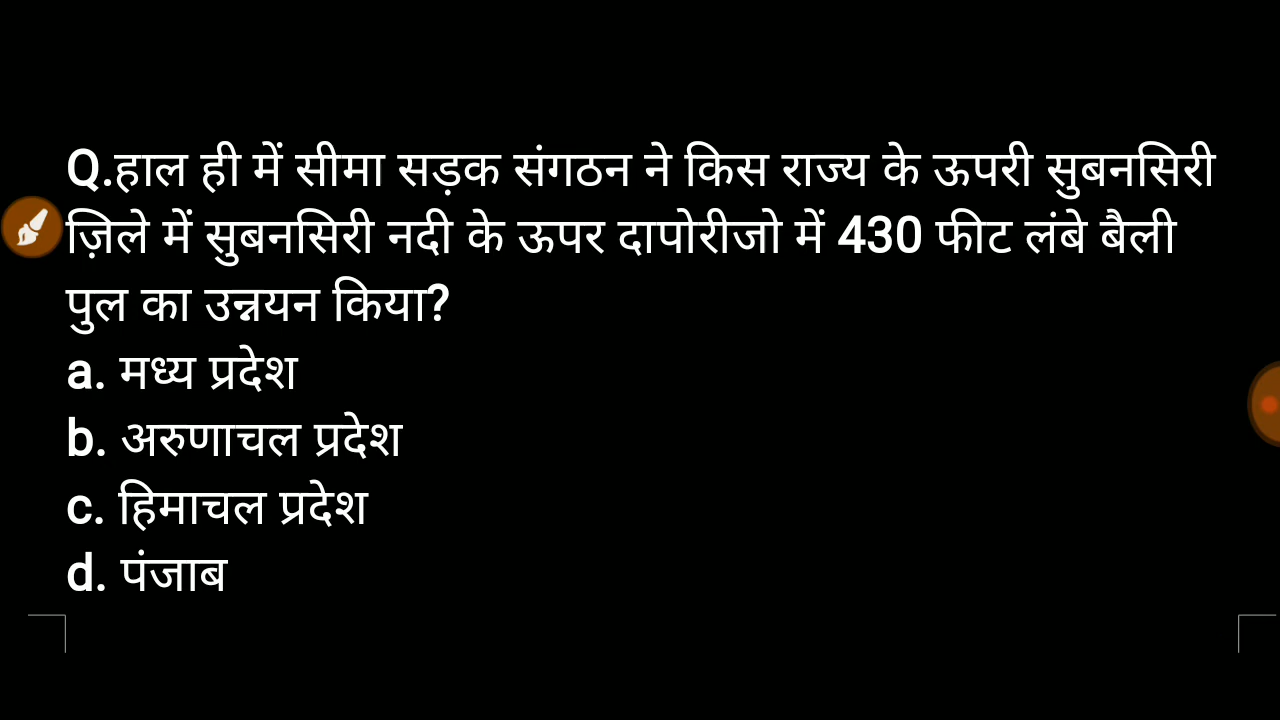 Q.हाल ही में सीमा सड़क संगठन ने किस राज्य के ऊपरी सुबनसिरी
ज़िले में सुबनसिरी नदी के ऊपर दापोरीजो में 430 फीट लंबे बैली
पुल का उन्नयन किया?
a. मध्य प्रदेश
b. अरुणाचल प्रदेश
c. हिमाचल प्रदेश
d. पंजाब